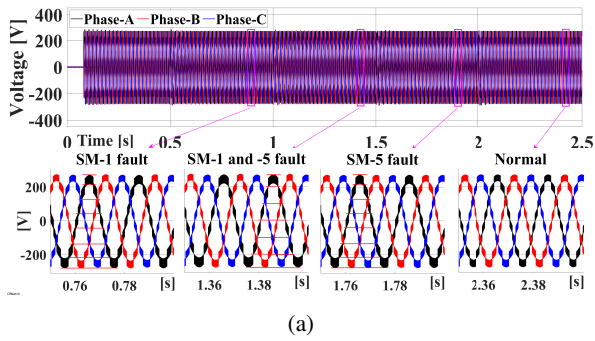 400
Phase-A Phase-B Phase-C
200
0
-200
-400
Voltage [V]
0 0.5 1 1.5 2 2.5
Time [s]
SM-1 fault SM-1 and -5 fault SM-5 fault Normal
200
0
-200
[V]
0.76 0.78 [s] 1.36 1.38 [s] 1.76 1.78 [s] 2.36 2.38 [s]
(a)